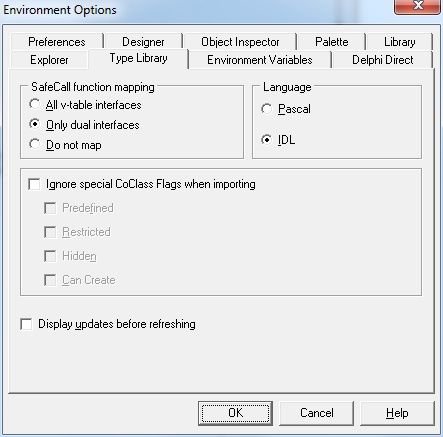 Environment Options
Preferences Designer Object Inspector Palette Library
Explorer Type Library Environment Variables Delphi Direct
SafeCall function mapping Language
All v-table interfaces Pascal
Only dual interfaces IDL
Do not map
Ignore special CoClass Flags when importing
Predefined
Restricted
Hidden
Can Create
Display updates before refreshing
OK Cancel Help